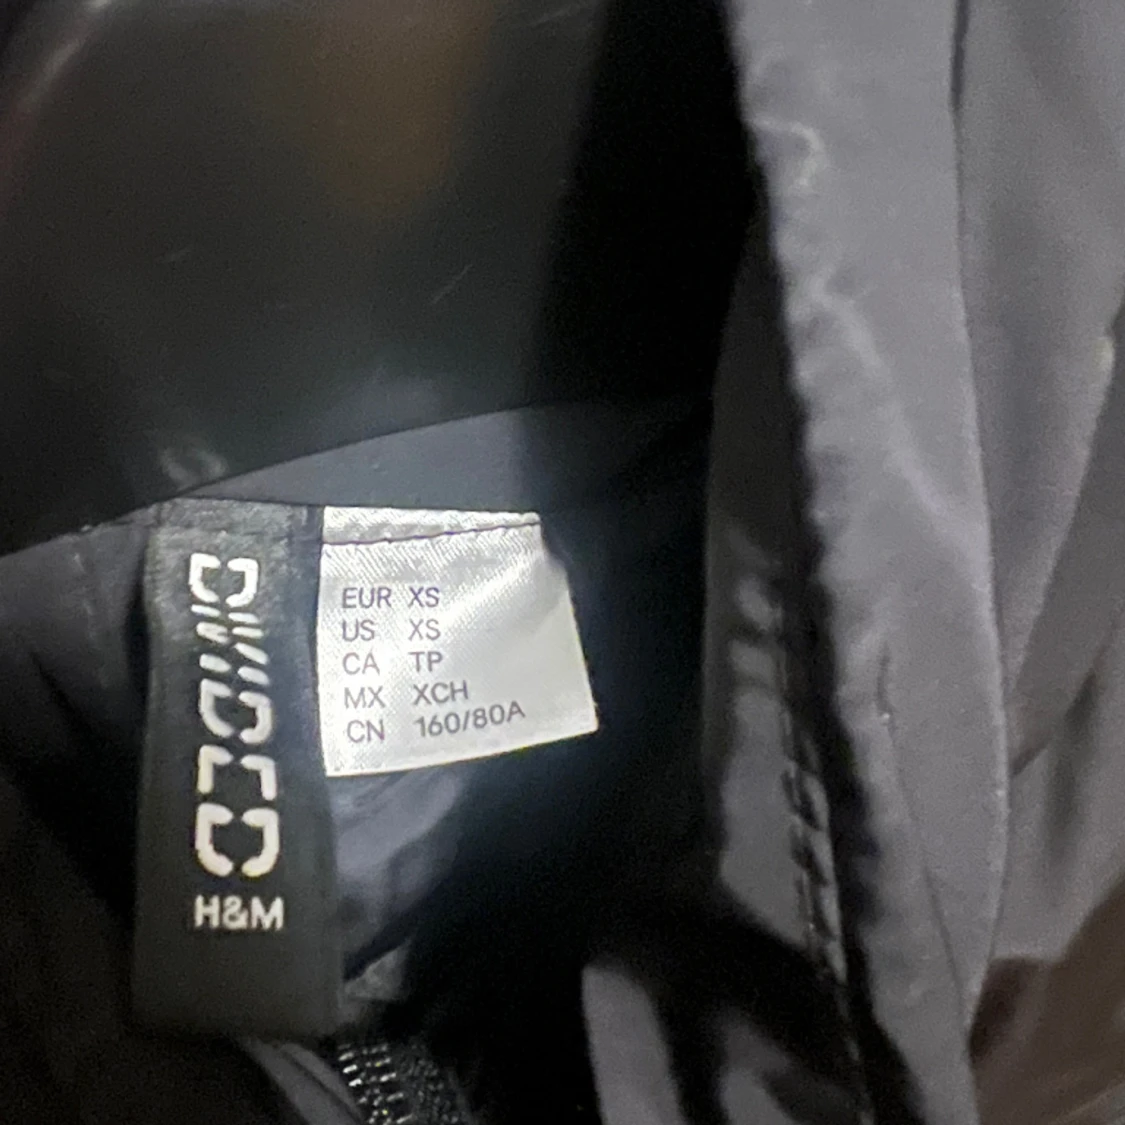 DIVIDED
H&M
EUR XS
US XS
CA TP
MX XCH
CN 160/80A